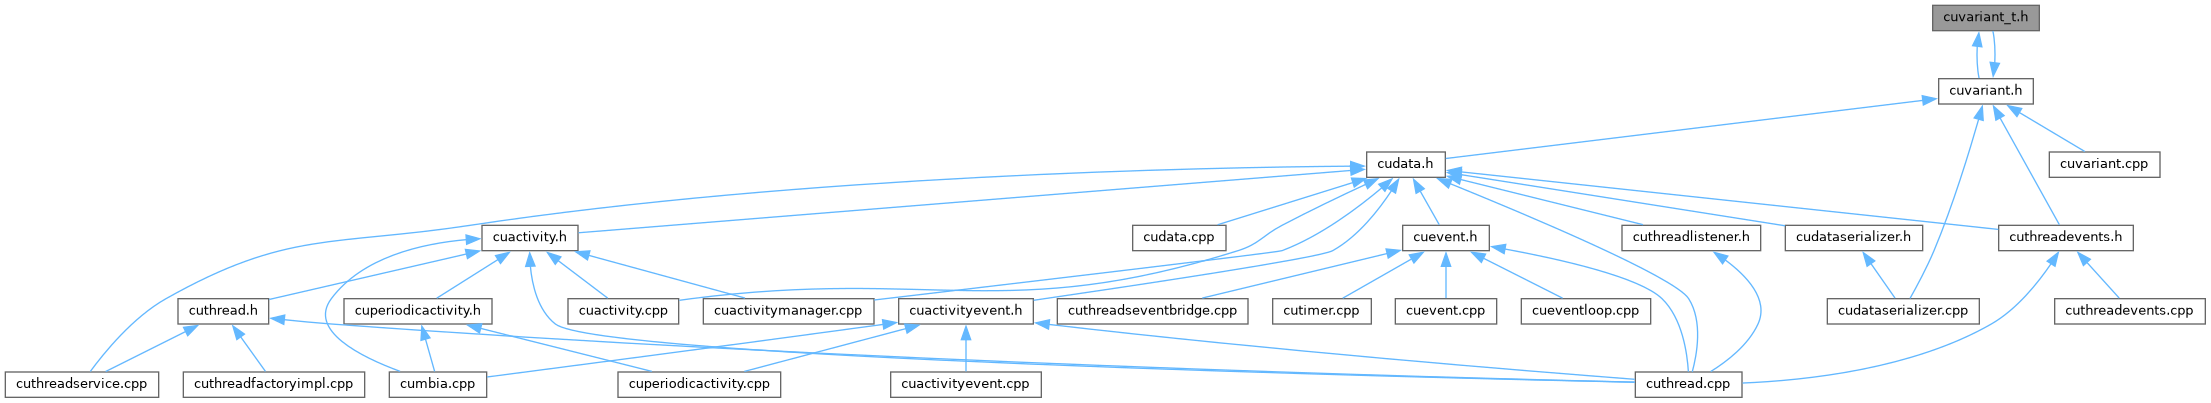 cuvariant_t.h
cuvariant.h
cudata.h
cuvariant.cpp
cuactivity.h
cudata.cpp
cuevent.h
cuthreadlistener.h
cudataserializer.h
cuthreadevents.h
cuthread.h
cuperiodicactivity.h
cuactivity.cpp
cuactivitymanager.cpp
cuactivityevent.h
cuthreadseventbridge.cpp
cutimer.cpp
cuevent.cpp
cueventloop.cpp
cudataserializer.cpp
cuthreadevents.cpp
cuthreadservice.cpp
cuthreadfactoryimpl.cpp
cumbia.cpp
cuperiodicactivity.cpp
cuactivityevent.cpp
cuthread.cpp